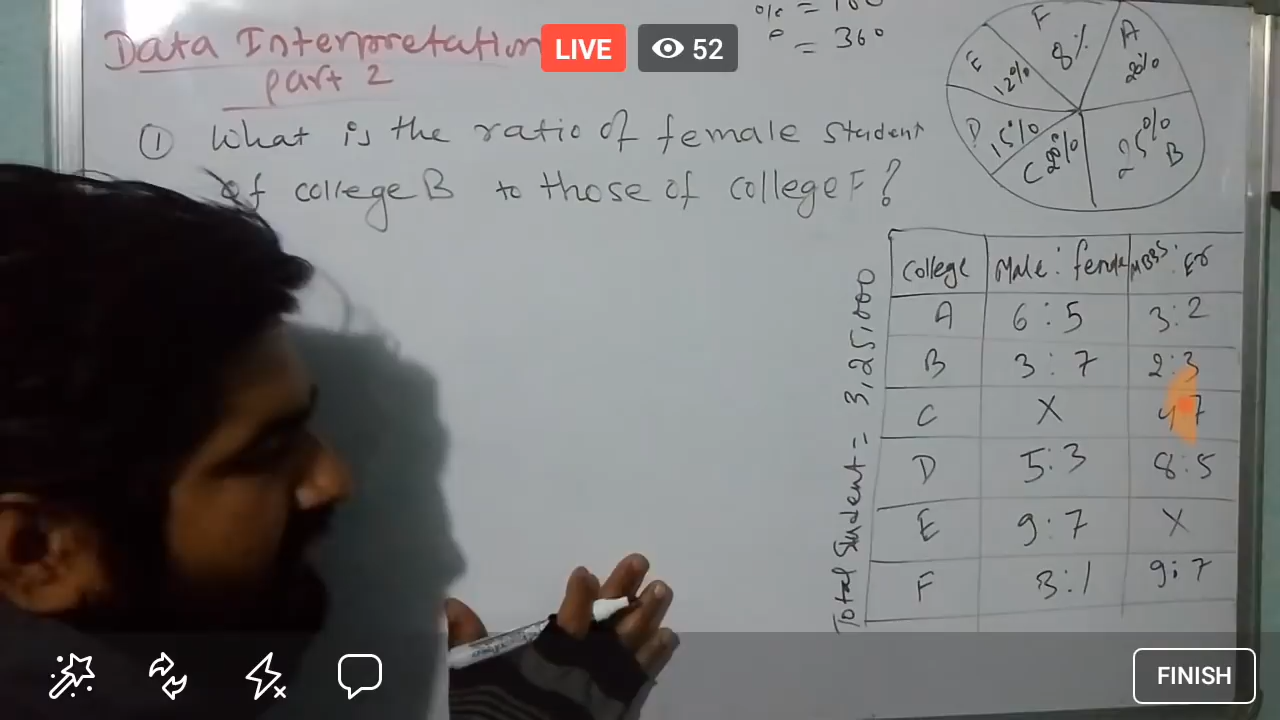 Data Interpretation
part 2
LIVE
52
% = 100
° = 360
① What is the ratio of female student
of college B to those of college F?
F
8%
A
20%
E
12%
D
15%
C 20%
25%
B
Total Student = 3,25,000
College Male : female MBBS : Er
A 6 : 5 3 : 2
B 3 : 7 2 : 3
C X 4 7
D 5 : 3 8 : 5
E 9 : 7 X
F 3 : 1 9 : 7
FINISH